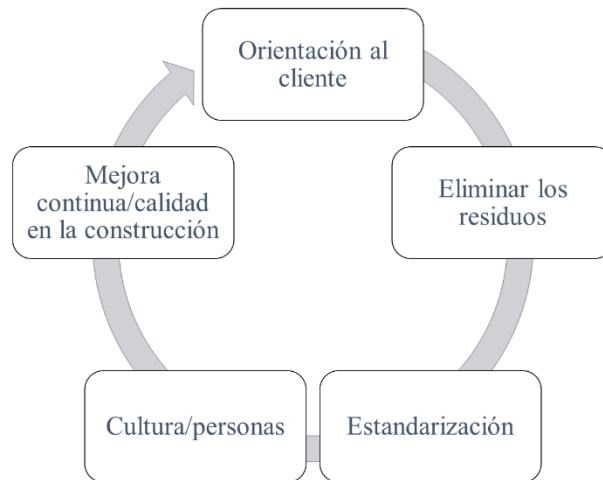 Orientación al
cliente
Eliminar los
residuos
Estandarización
Cultura/personas
Mejora
continua/calidad
en la construcción